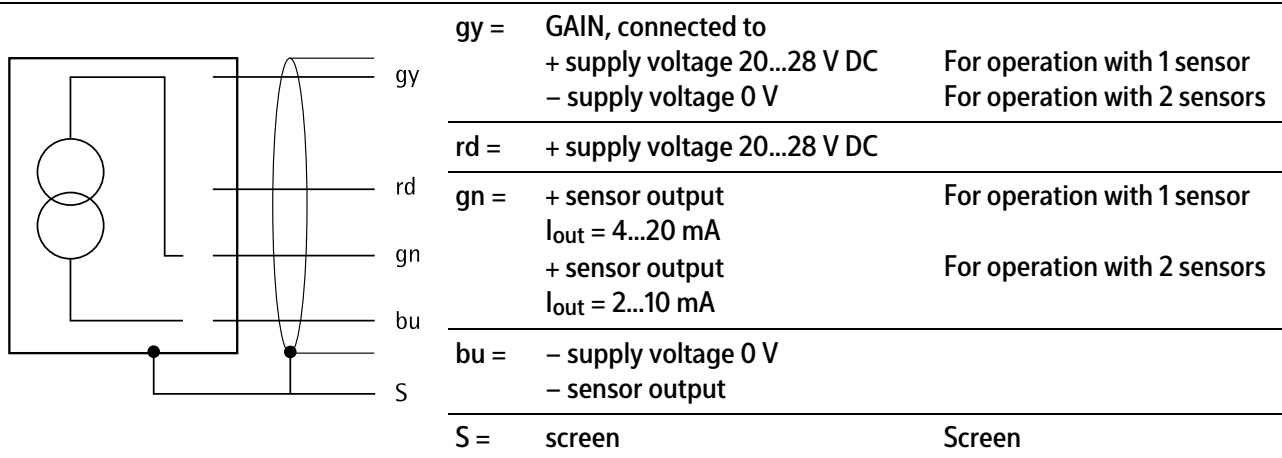 gy
rd
gn
bu
S
gy = GAIN, connected to
+ supply voltage 20...28 V DC For operation with 1 sensor
– supply voltage 0 V For operation with 2 sensors
rd = + supply voltage 20...28 V DC
gn = + sensor output For operation with 1 sensor
Iout = 4...20 mA
+ sensor output For operation with 2 sensors
Iout = 2...10 mA
bu = – supply voltage 0 V
– sensor output
S = screen Screen